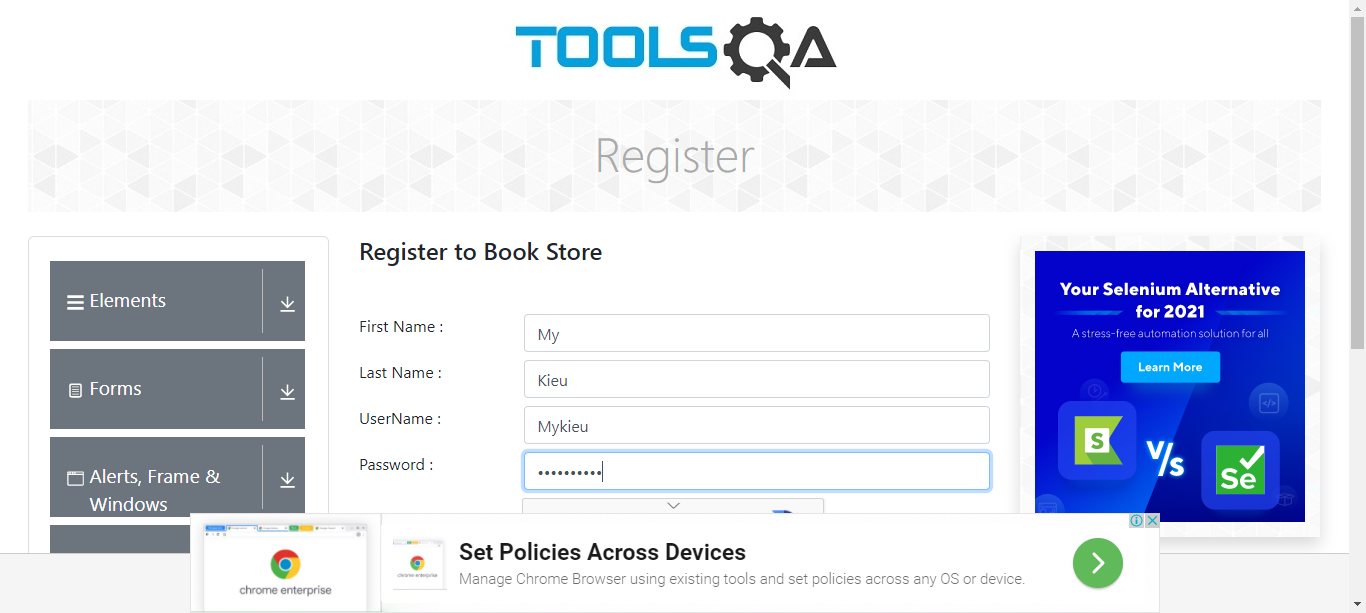 TOOLSQA
Register
Elements
Forms
Alerts, Frame &
Windows
Register to Book Store
First Name :
My
Last Name :
Kieu
UserName :
Mykieu
Password :
••••••••••
Your Selenium Alternative
for 2021
A stress-free automation solution for all
Learn More
S
V/s
Se
chrome enterprise
chrome enterprise
Set Policies Across Devices
Manage Chrome Browser using existing tools and set policies across any OS or device.